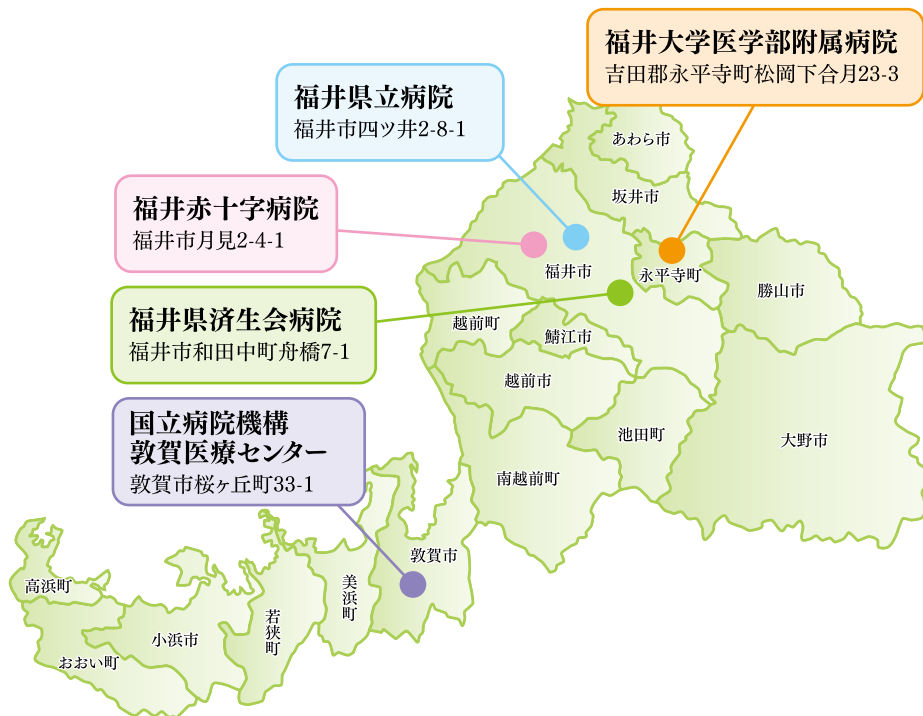 福井大学医学部附属病院
吉田郡永平寺町松岡下合月23-3
福井県立病院
福井市四ツ井2-8-1
福井赤十字病院
福井市月見2-4-1
福井県済生会病院
福井市和田中町舟橋7-1
国立病院機構
敦賀医療センター
敦賀市桜ヶ丘町33-1
あわら市
坂井市
福井市
永平寺町
勝山市
越前町
鯖江市
越前市
池田町
大野市
南越前町
敦賀市
美浜町
若狭町
小浜市
高浜町
おおい町